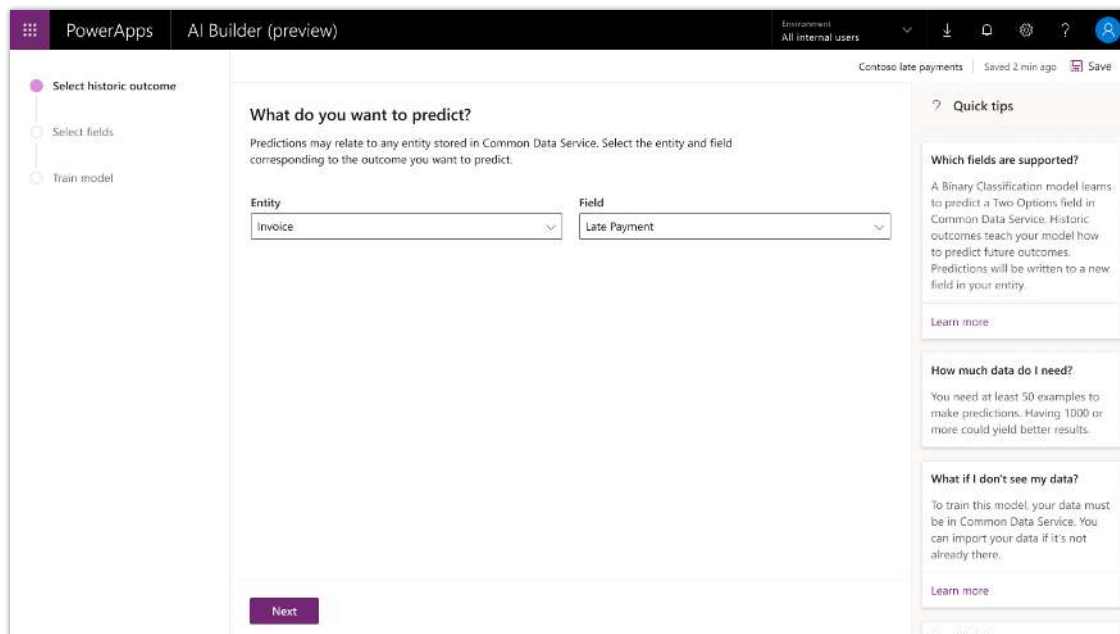 PowerApps
AI Builder (preview)
Environment
All internal users
?
Contoso late payments
Saved 2 min ago
Save
Select historic outcome
Select fields
Train model
What do you want to predict?
Predictions may relate to any entity stored in Common Data Service. Select the entity and field
corresponding to the outcome you want to predict.
Entity
Field
Invoice
Late Payment
Next
? Quick tips
Which fields are supported?
A Binary Classification model learns
to predict a Two Options field in
Common Data Service. Historic
outcomes teach your model how
to predict future outcomes.
Predictions will be written to a new
field in your entity.
Learn more
How much data do I need?
You need at least 50 examples to
make predictions. Having 1000 or
more could yield better results.
What if I don't see my data?
To train this model, your data must
be in Common Data Service. You
can import your data if it's not
already there.
Learn more